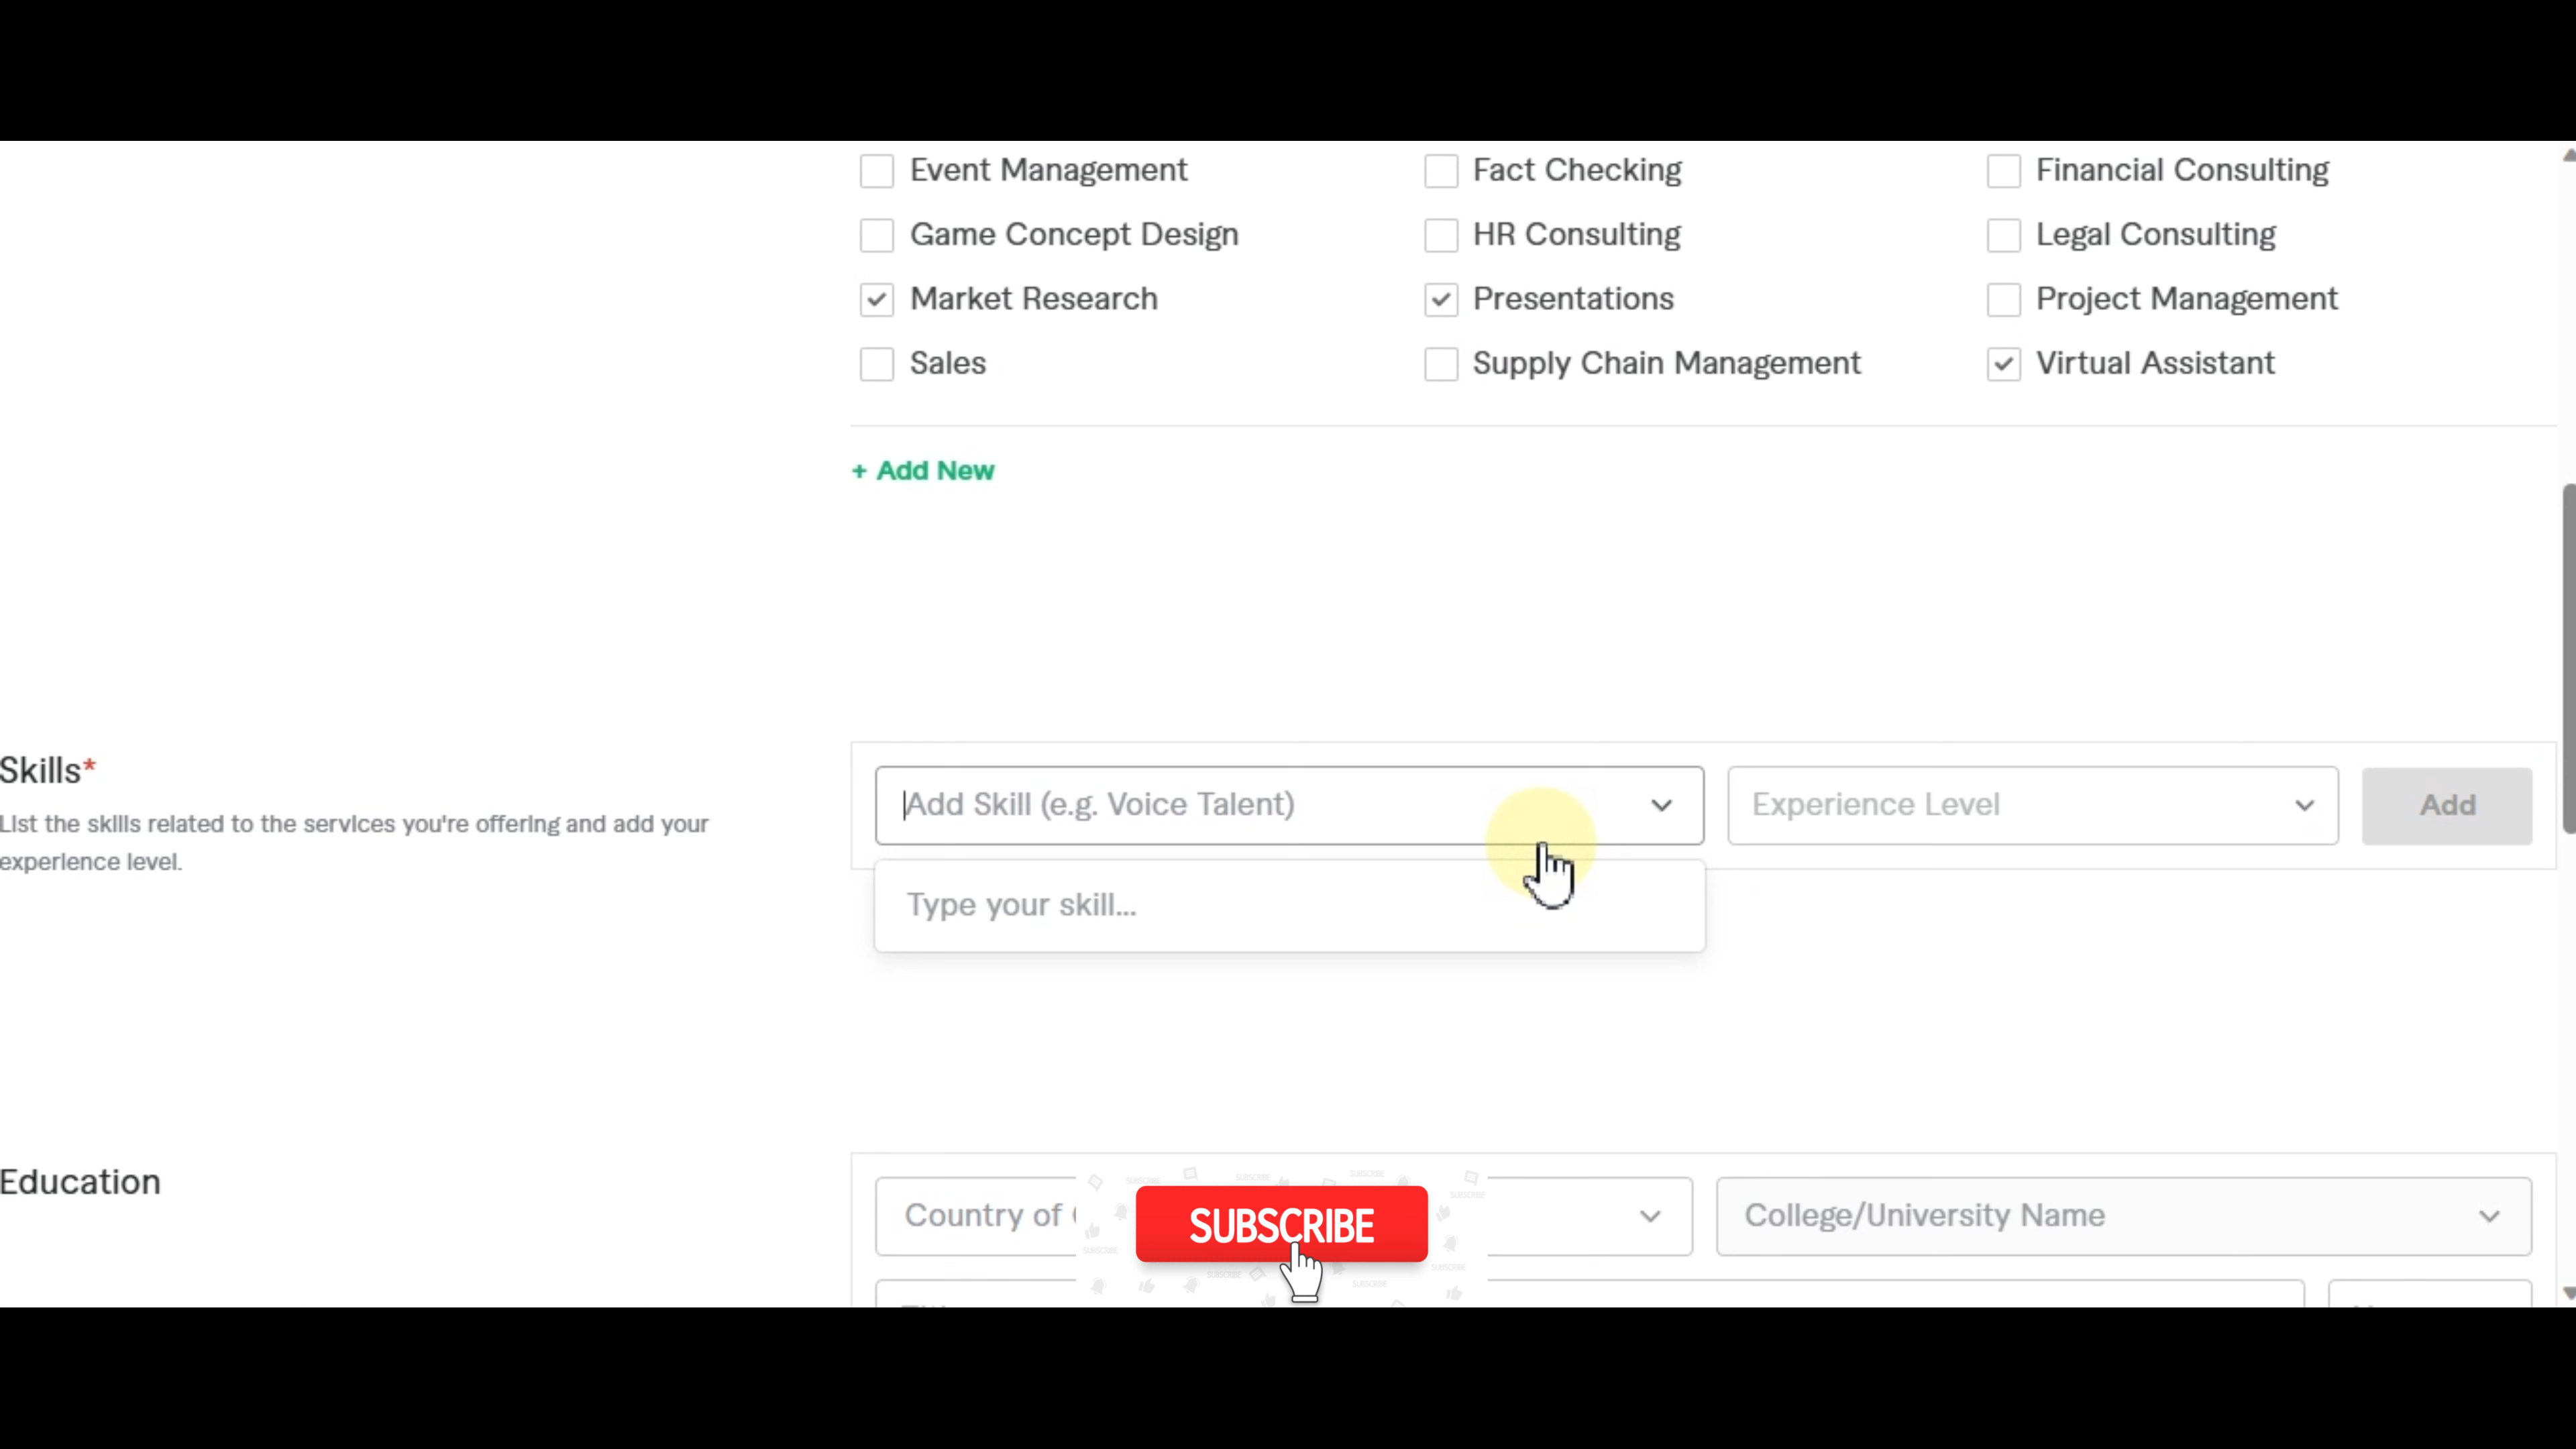 Event Management
Fact Checking
Financial Consulting
Game Concept Design
HR Consulting
Legal Consulting
Market Research
Presentations
Project Management
Sales
Supply Chain Management
Virtual Assistant
+ Add New
Skills*
List the skills related to the services you're offering and add your
experience level.
Add Skill (e.g. Voice Talent)
Experience Level
Add
Type your skill...
Education
Country of
College/University Name
SUBSCRIBE